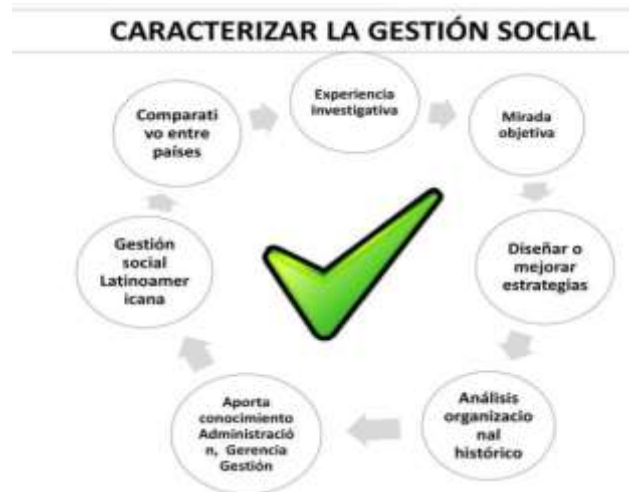 CARACTERIZAR LA GESTIÓN SOCIAL
Experiencia
investigativa
Mirada
objetiva
Diseñar o
mejorar
estrategias
Análisis
organizacio
nal
histórico
Aporta
conocimiento
Administració
n, Gerencia
Gestión
Gestión
social
Latinoamer
icana
Comparati
vo entre
países